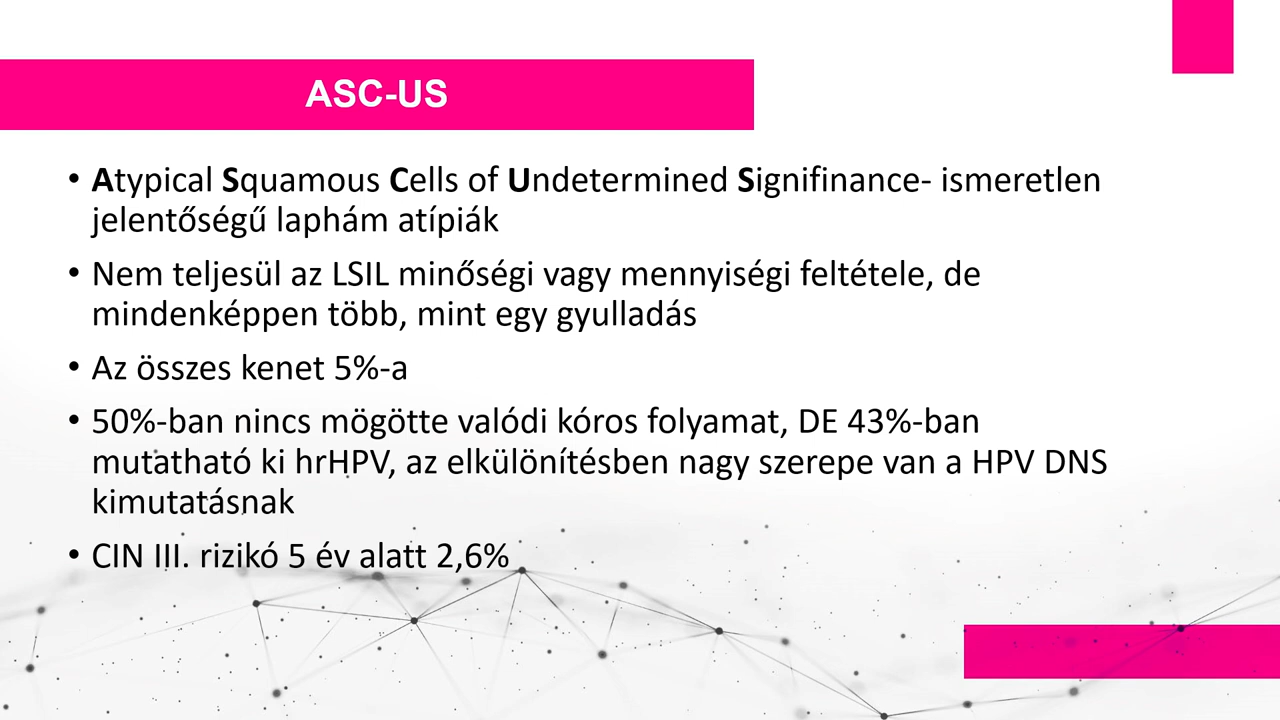 ASC-US
• Atypical Squamous Cells of Undetermined Signifinance- ismeretlen
jelentőségű laphám atípiák
• Nem teljesül az LSIL minőségi vagy mennyiségi feltétele, de
mindenképpen több, mint egy gyulladás
• Az összes kenet 5%-a
• 50%-ban nincs mögötte valódi kóros folyamat, DE 43%-ban
mutatható ki hrHPV, az elkülönítésben nagy szerepe van a HPV DNS
kimutatásnak
• CIN III. rizikó 5 év alatt 2,6%